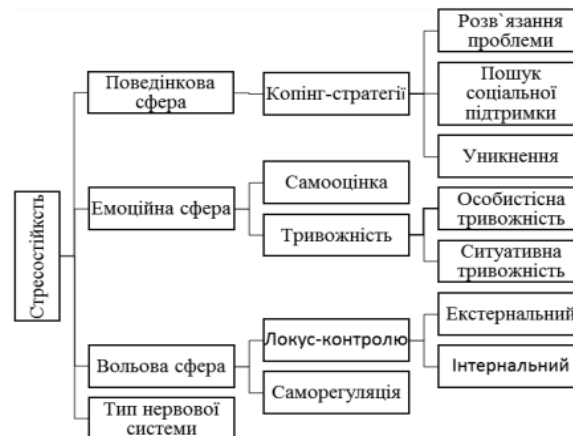 Розв`язання
проблеми
Поведінкова
сфера
Копінг-стратегії
Пошук
соціальної
підтримки
Уникнення
Стресостійксть
Емоційна сфера
Самооцінка
Тривожність
Особистісна
тривожність
Ситуативна
тривожність
Вольова сфера
Локус-контролю
Екстернальний
Інтернальний
Саморегуляція
Тип нервової
системи